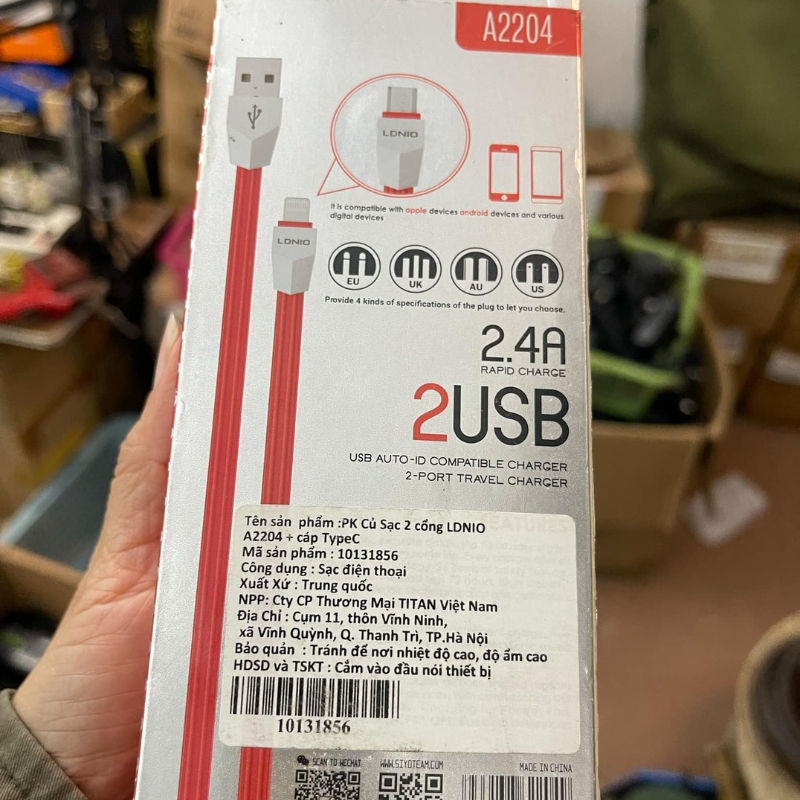 A2204
LDNIO
It is compatible with apple devices android devices and various
digital devices
LDNIO
EU UK AU US
Provide 4 kinds of specifications of the plug to let you choose.
2.4A
RAPID CHARGE
2USB
USB AUTO-ID COMPATIBLE CHARGER
2-PORT TRAVEL CHARGER
Tên sản phẩm :PK Củ Sạc 2 cổng LDNIO
A2204 + cáp TypeC
Mã sản phẩm : 10131856
Công dụng : Sạc điện thoại
Xuất Xứ : Trung quốc
NPP: Cty CP Thương Mại TITAN Việt Nam
Địa Chỉ : Cụm 11, thôn Vĩnh Ninh,
xã Vĩnh Quỳnh, Q. Thanh Trì, TP.Hà Nội
Bảo quản : Tránh để nơi nhiệt độ cao, độ ẩm cao
HDSD và TSKT : Cắm vào đầu nói thiết bị
10131856
SCAN TO WECHAT WWW.SIYOTEAM.COM MADE IN CHINA